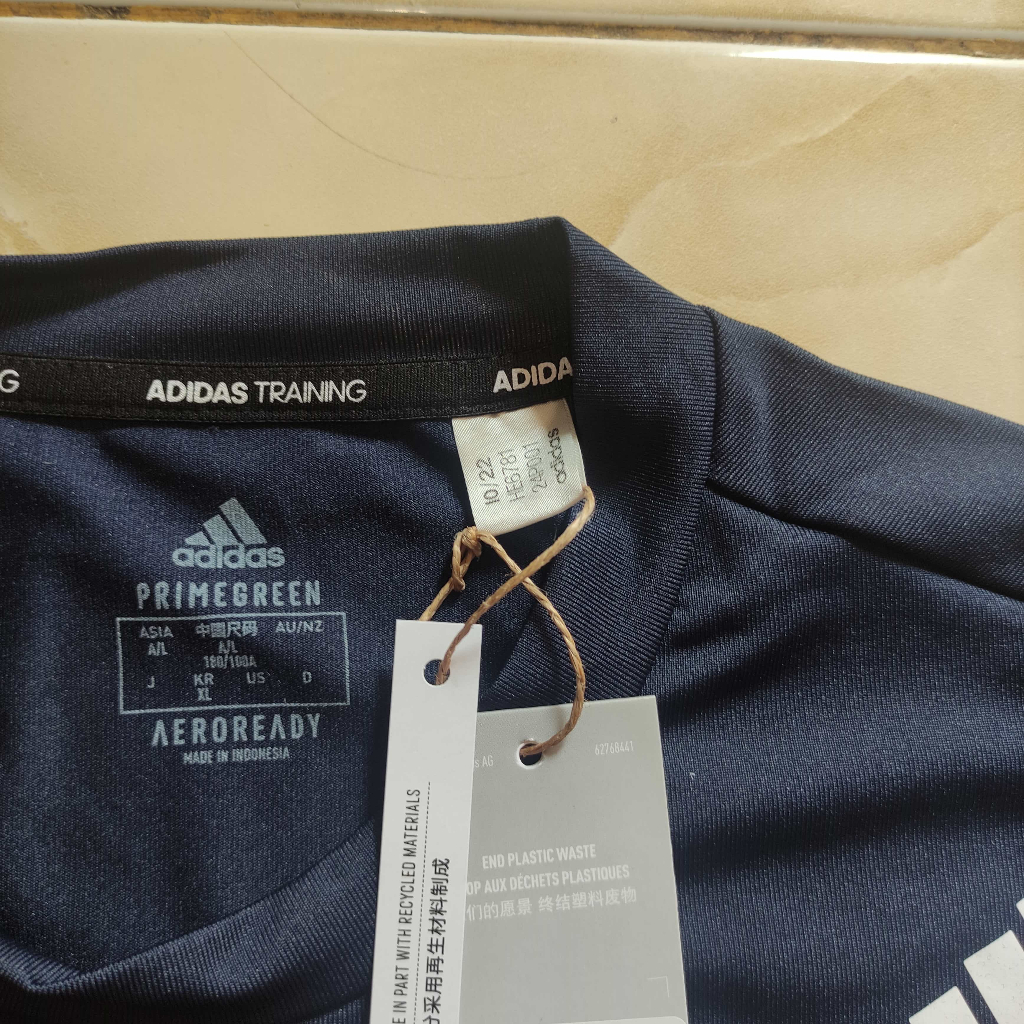 G
ADIDAS TRAINING
ADIDA
10/22
HE6781
24P001
adidas
adidas
PRIMEGREEN
ASIA 中國尺码 AU/NZ
A/L A/L
180/100A
J KR US D
XL
AEROREADY
MADE IN INDONESIA
E IN PART WITH RECYCLED MATERIALS
分采用再生材料制成
s AG 62768441
END PLASTIC WASTE
OP AUX DÉCHETS PLASTIQUES
们的愿景 终结塑料废物